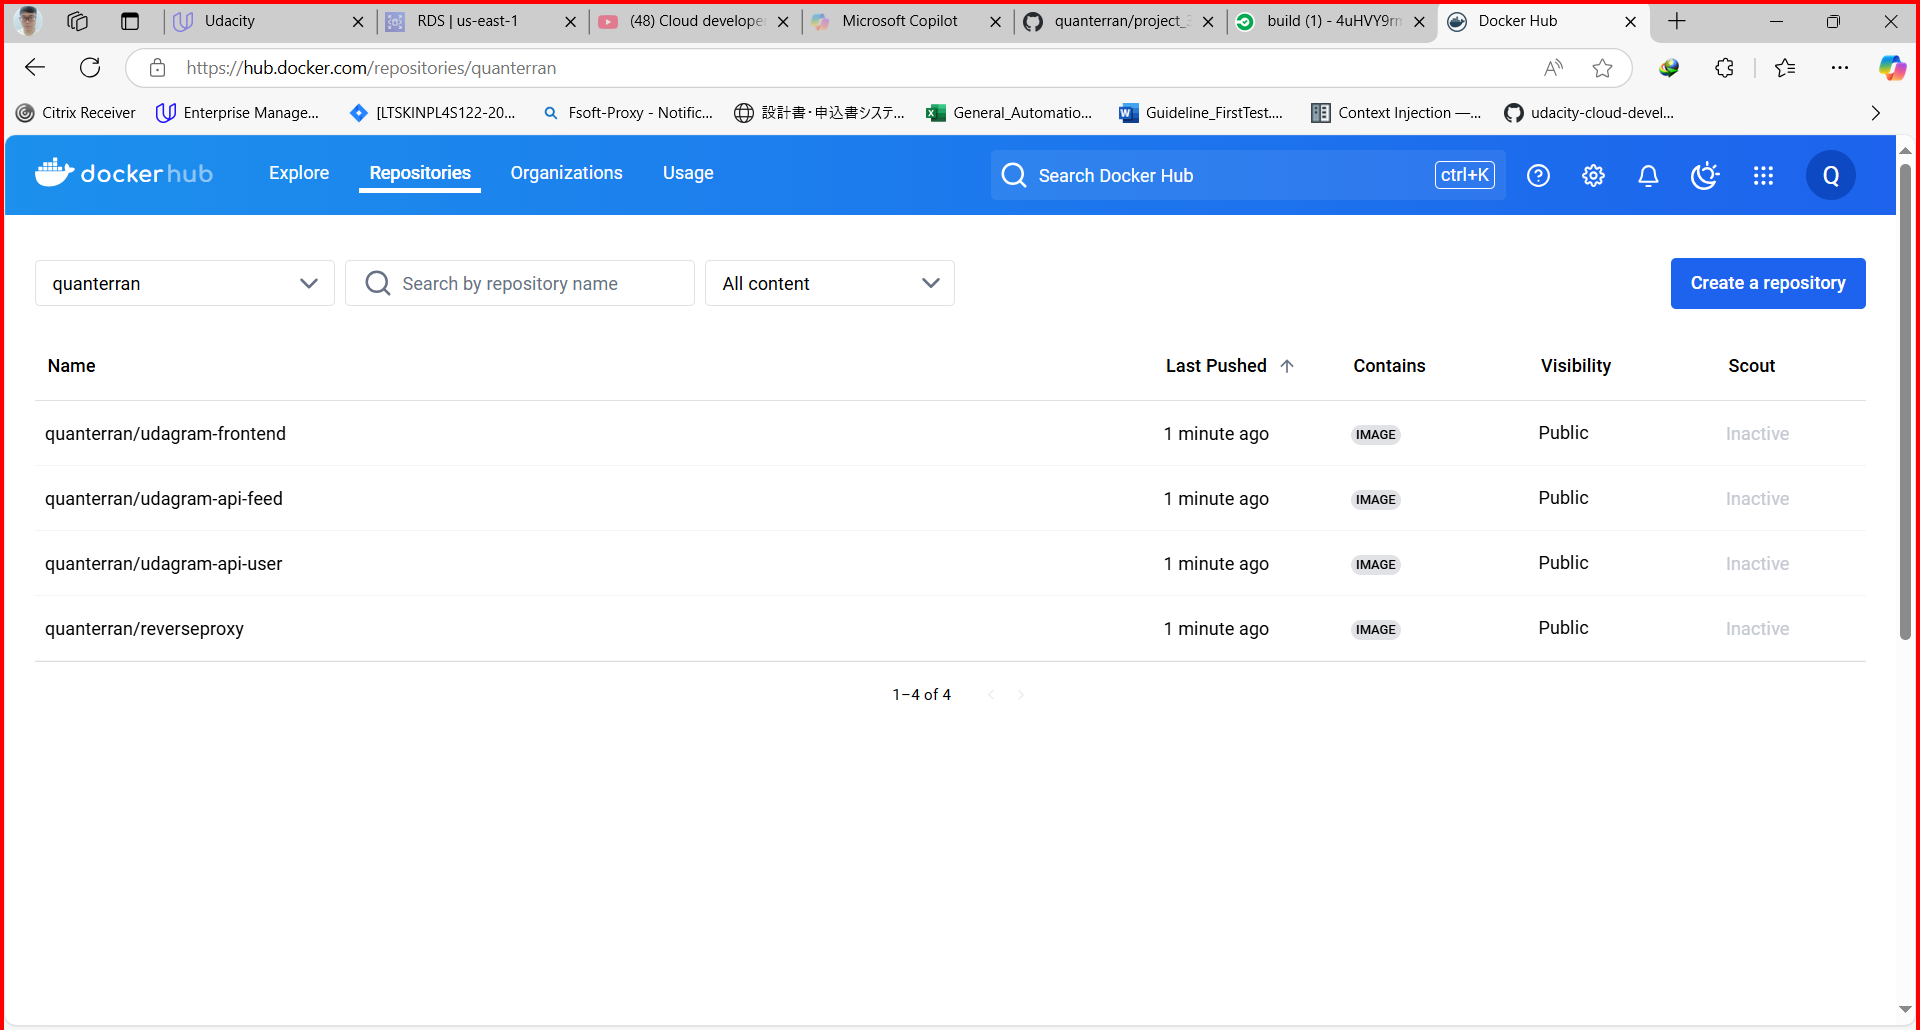 Udacity
RDS | us-east-1
(48) Cloud develope
Microsoft Copilot
quanterran/project_3
build (1) - 4uHVY9rm
Docker Hub
https://hub.docker.com/repositories/quanterran
Citrix Receiver
Enterprise Manage...
[LTSKINPL4S122-20...
Fsoft-Proxy - Notific...
設計書・申込書システ...
General_Automatio...
Guideline_FirstTest....
Context Injection —...
udacity-cloud-devel...
dockerhub
Explore
Repositories
Organizations
Usage
Search Docker Hub
ctrl+K
Q
quanterran
Search by repository name
All content
Create a repository
Name Last Pushed Contains Visibility Scout
quanterran/udagram-frontend 1 minute ago IMAGE Public Inactive
quanterran/udagram-api-feed 1 minute ago IMAGE Public Inactive
quanterran/udagram-api-user 1 minute ago IMAGE Public Inactive
quanterran/reverseproxy 1 minute ago IMAGE Public Inactive
1–4 of 4